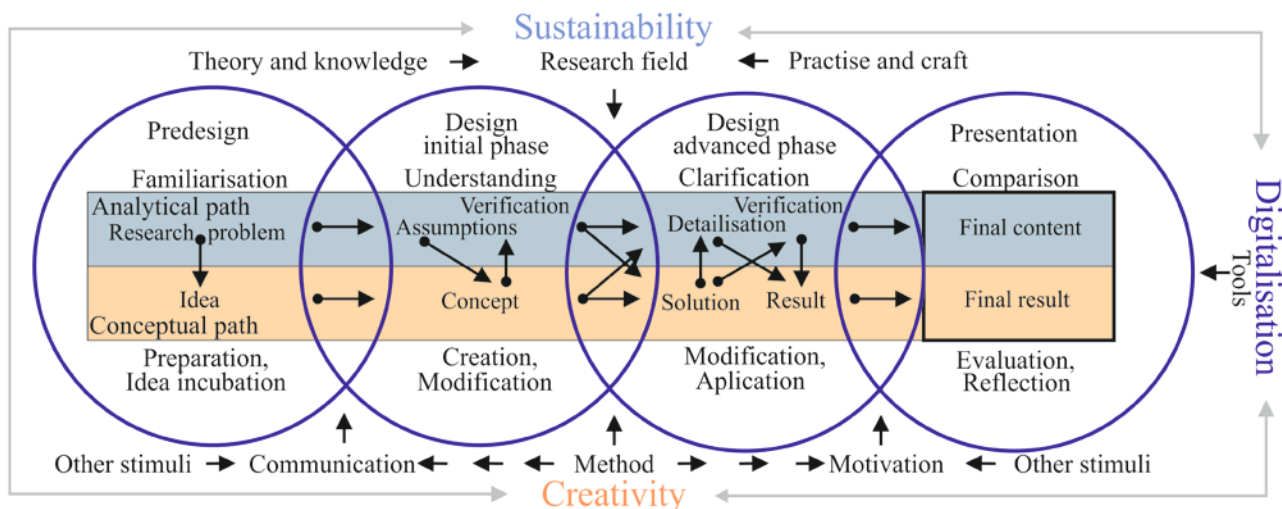 Sustainability
Theory and knowledge
Research field
Practise and craft
Predesign
Design
initial phase
Design
advanced phase
Presentation
Familiarisation
Understanding
Clarification
Comparison
Analytical path
Research problem
Verification
Assumptions
Verification
Detailisation
Final content
Idea
Conceptual path
Concept
Solution
Result
Final result
Preparation,
Idea incubation
Creation,
Modification
Modification,
Aplication
Evaluation,
Reflection
Other stimuli
Communication
Method
Motivation
Other stimuli
Creativity
Tools
Digitalisation